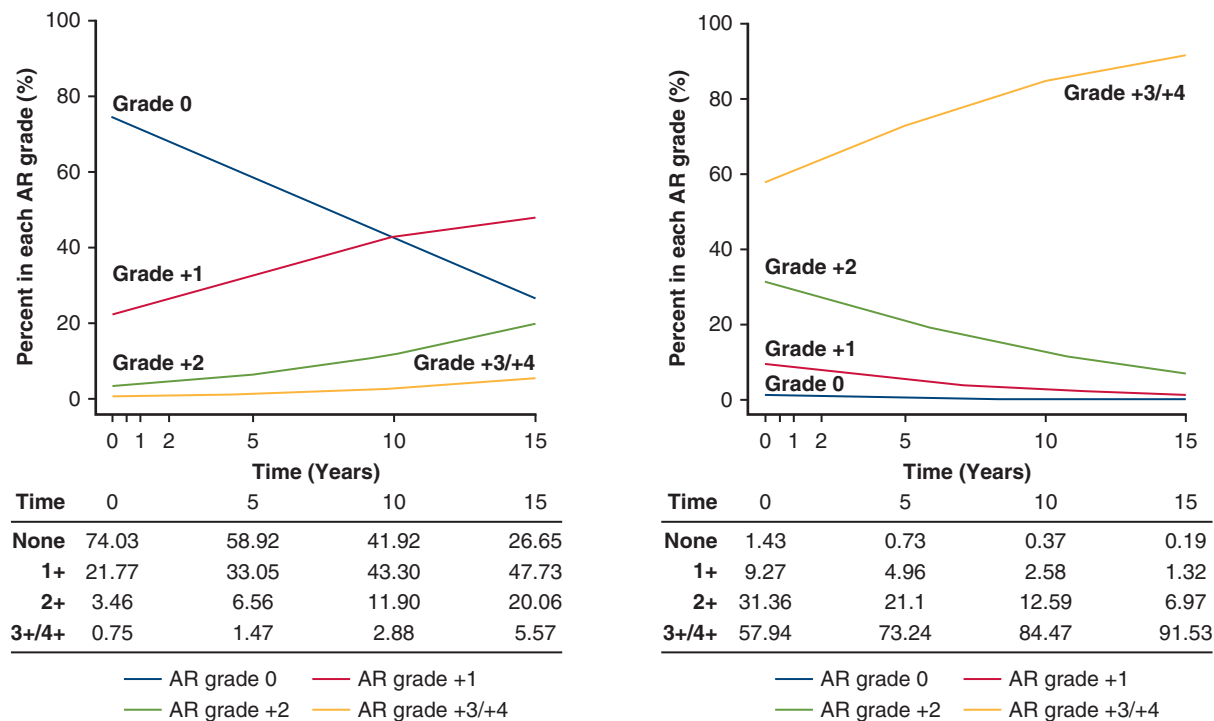 Percent in each AR grade (%)
100
80
60
40
20
0
Grade 0
Grade +1
Grade +2
Grade +3/+4
0 1 2 5 10 15
Time (Years)
Time 0 5 10 15
None 74.03 58.92 41.92 26.65
1+ 21.77 33.05 43.30 47.73
2+ 3.46 6.56 11.90 20.06
3+/4+ 0.75 1.47 2.88 5.57
AR grade 0 AR grade +1
AR grade +2 AR grade +3/+4
Percent in each AR grade (%)
100
80
60
40
20
0
Grade +3/+4
Grade +2
Grade +1
Grade 0
0 1 2 5 10 15
Time (Years)
Time 0 5 10 15
None 1.43 0.73 0.37 0.19
1+ 9.27 4.96 2.58 1.32
2+ 31.36 21.1 12.59 6.97
3+/4+ 57.94 73.24 84.47 91.53
AR grade 0 AR grade +1
AR grade +2 AR grade +3/+4